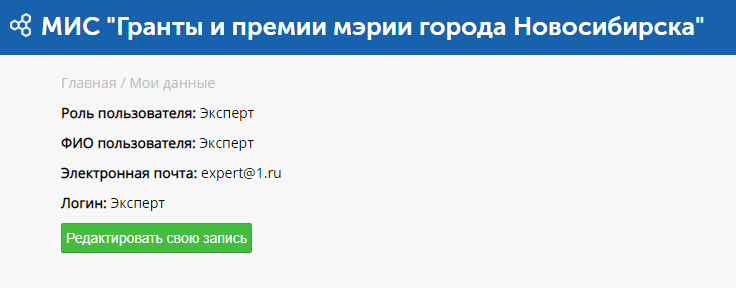 МИС "Гранты и премии мэрии города Новосибирска"
Главная / Мои данные
Роль пользователя: Эксперт
ФИО пользователя: Эксперт
Электронная почта: expert@1.ru
Логин: Эксперт
Редактировать свою запись